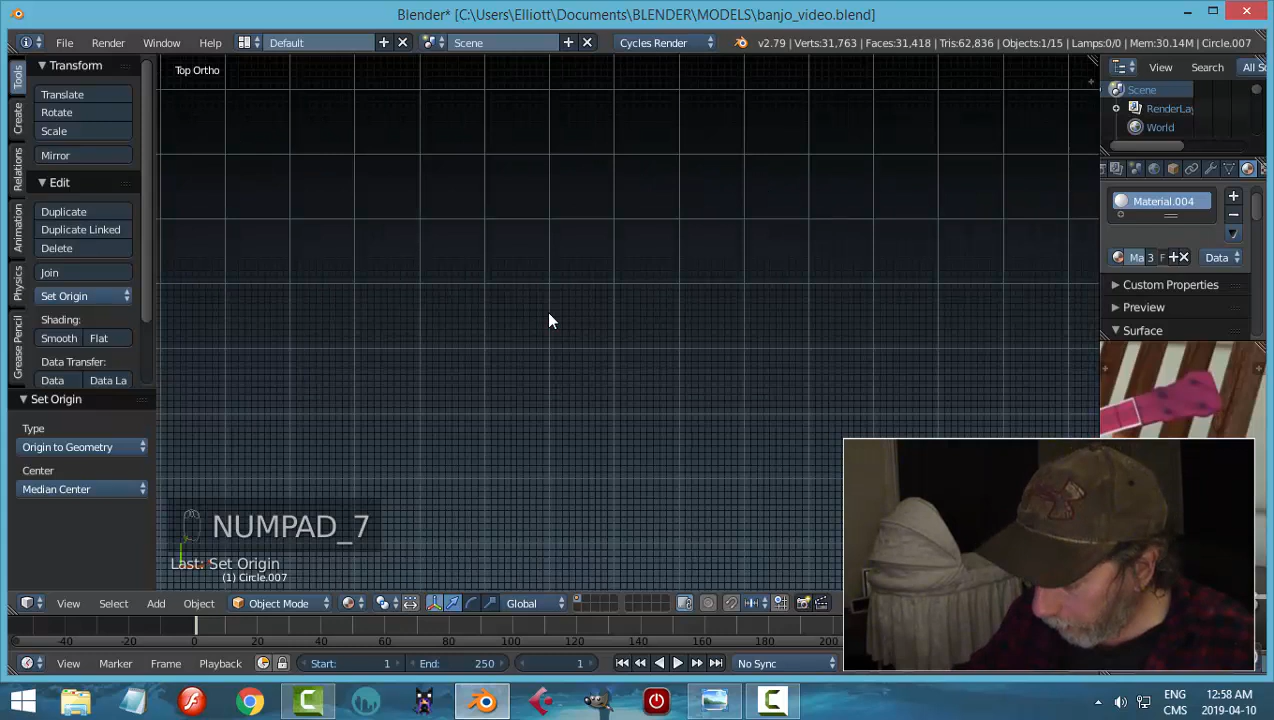 Blender* [C:\Users\Elliott\Documents\BLENDER\MODELS\banjo_video.blend]
File Render Window Help Default Scene Cycles Render v2.79 | Verts:31,763 | Faces:31,418 | Tris:62,836 | Objects:1/15 | Lamps:0/0 | Mem:30.14M | Circle.007
Tools
Create
Relations
Animation
Physics
Grease Pencil
Transform
Translate
Rotate
Scale
Mirror
Edit
Duplicate
Duplicate Linked
Delete
Join
Set Origin
Shading:
Smooth Flat
Data Transfer:
Data Data La
Set Origin
Type
Origin to Geometry
Center
Median Center
Top Ortho
NUMPAD_7
Last: Set Origin
(1) Circle.007
View Search All S
Scene
RenderLay
World
Material.004
Ma 3 F Data
Custom Properties
Preview
Surface
View Select Add Object Object Mode Global
-40 -20 0 20 40 60 80 100 120 140 160 180 200
View Marker Frame Playback Start: 1 End: 250 1 No Sync
ENG 12:58 AM
CMS 2019-04-10